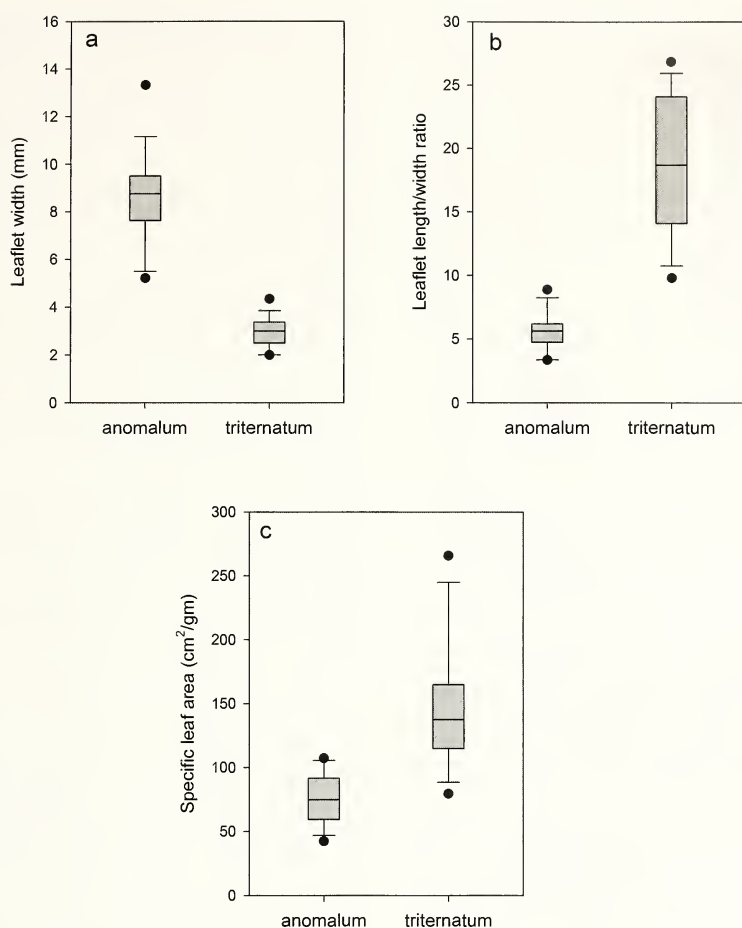 a
Leaflet width (mm)
16
14
12
10
8
6
4
2
0
anomalum triternatum
b
Leaflet length/width ratio
30
25
20
15
10
5
0
anomalum triternatum
c
Specific leaf area (cm²/gm)
300
250
200
150
100
50
0
anomalum triternatum